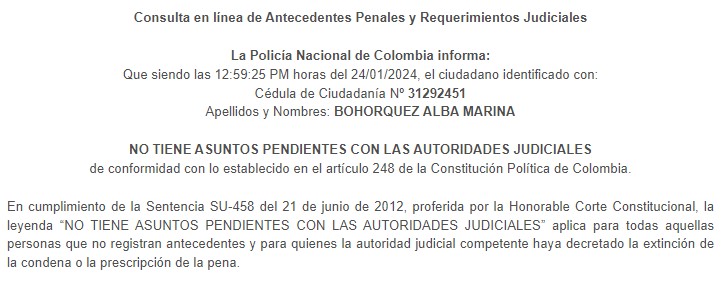 Consulta en línea de Antecedentes Penales y Requerimientos Judiciales
La Policía Nacional de Colombia informa:
Que siendo las 12:59:25 PM horas del 24/01/2024, el ciudadano identificado con:
Cédula de Ciudadanía Nº 31292451
Apellidos y Nombres: BOHORQUEZ ALBA MARINA
NO TIENE ASUNTOS PENDIENTES CON LAS AUTORIDADES JUDICIALES
de conformidad con lo establecido en el artículo 248 de la Constitución Política de Colombia.
En cumplimiento de la Sentencia SU-458 del 21 de junio de 2012, proferida por la Honorable Corte Constitucional, la
leyenda “NO TIENE ASUNTOS PENDIENTES CON LAS AUTORIDADES JUDICIALES” aplica para todas aquellas
personas que no registran antecedentes y para quienes la autoridad judicial competente haya decretado la extinción de
la condena o la prescripción de la pena.